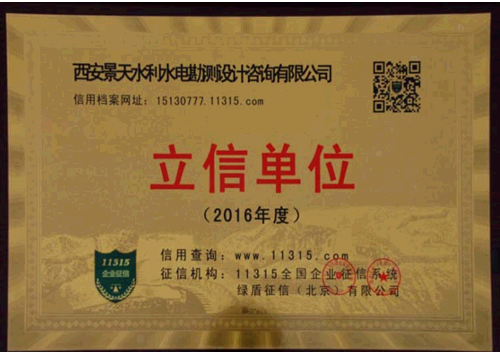 西安景天水利水电勘测设计咨询有限公司
信用档案网址：15130777.11315.com
立信单位
（2016年度）
信用查询：www.11315.com
征信机构：11315全国企业征信系统
绿盾征信（北京）有限公司
11315
企业征信